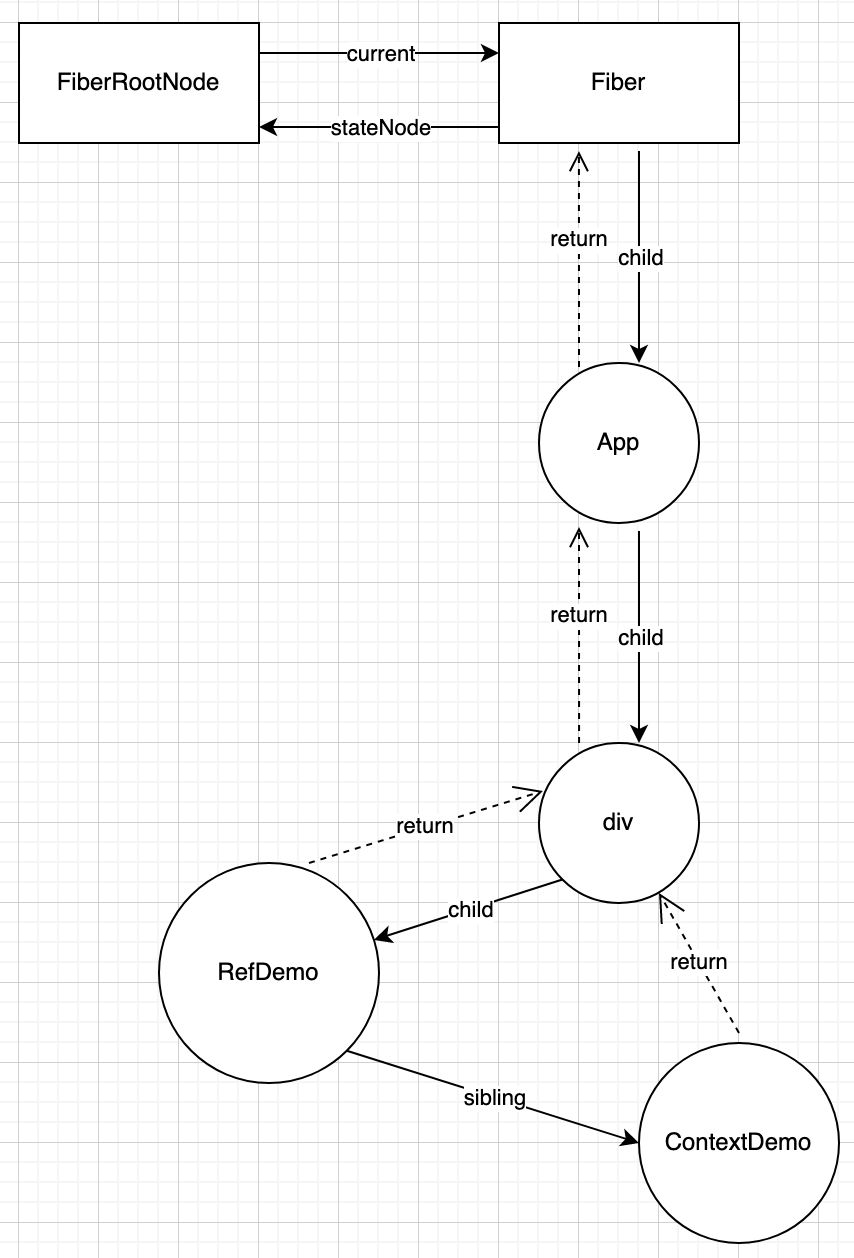 FiberRootNode
current
Fiber
stateNode
return
child
App
return
child
div
return
child
return
RefDemo
sibling
ContextDemo